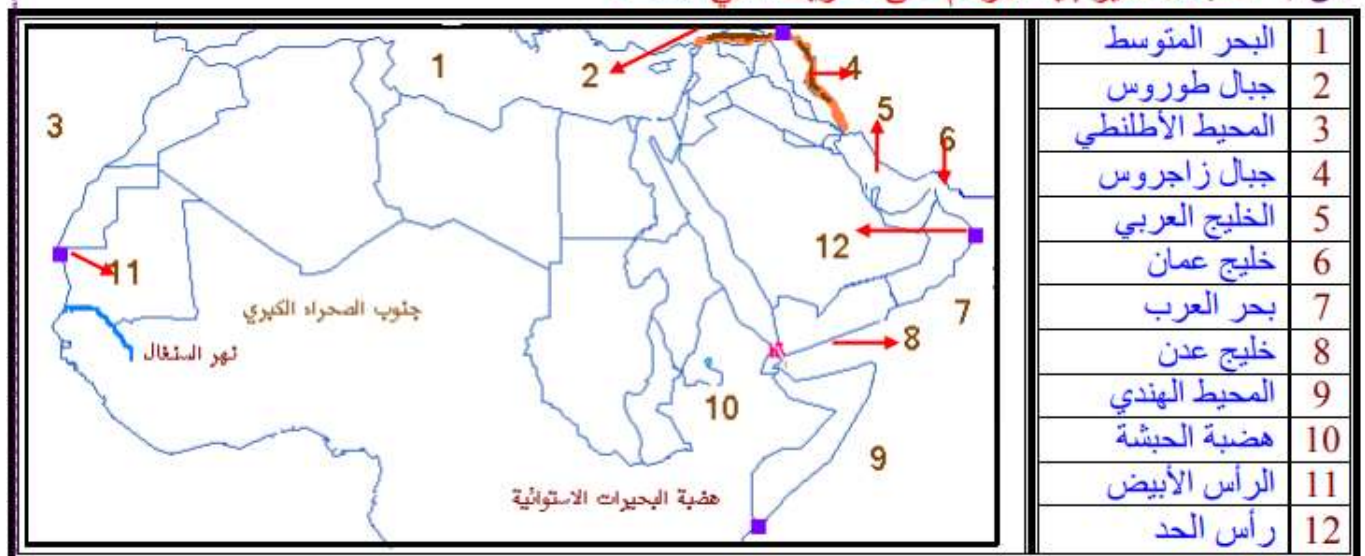 1 البحر المتوسط
2 جبال طوروس
3 المحيط الأطلنطي
4 جبال زاجروس
5 الخليج العربي
6 خليج عمان
7 بحر العرب
8 خليج عدن
9 المحيط الهندي
10 هضبة الحبشة
11 الرأس الأبيض
12 رأس الحد
1
2
3
4
5
6
12
11
7
جنوب الصحراء الكبري
نهر السنغال
8
10
9
هضبة البحيرات الاستوائية